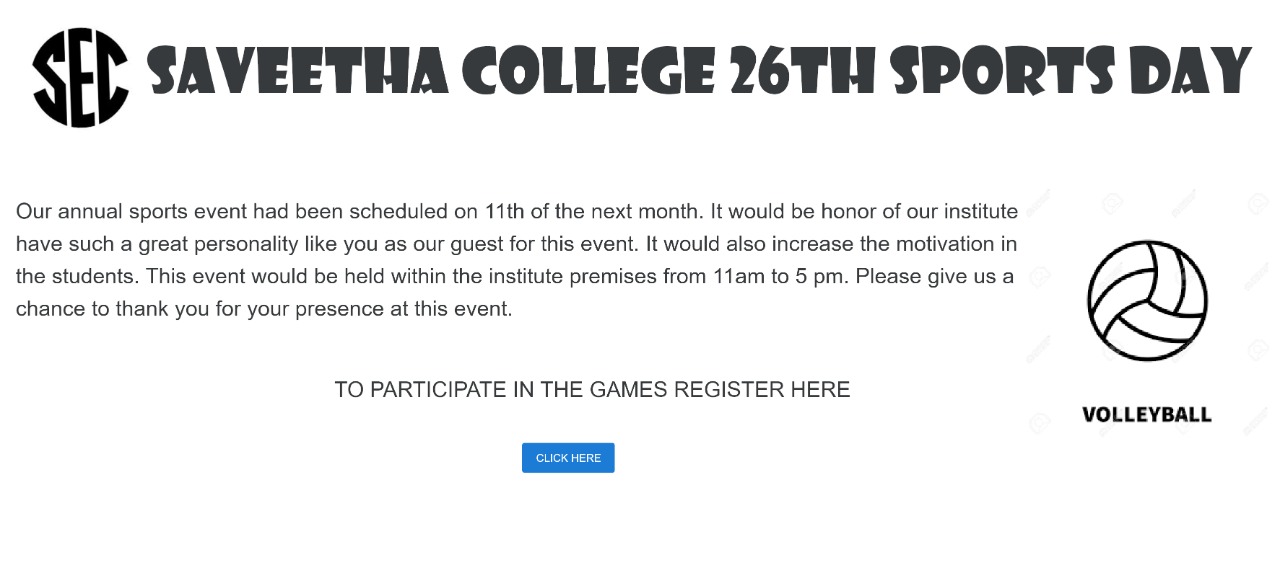 SEC SAVEETHA COLLEGE 26TH SPORTS DAY
Our annual sports event had been scheduled on 11th of the next month. It would be honor of our institute
have such a great personality like you as our guest for this event. It would also increase the motivation in
the students. This event would be held within the institute premises from 11am to 5 pm. Please give us a
chance to thank you for your presence at this event.
VOLLEYBALL
TO PARTICIPATE IN THE GAMES REGISTER HERE
CLICK HERE